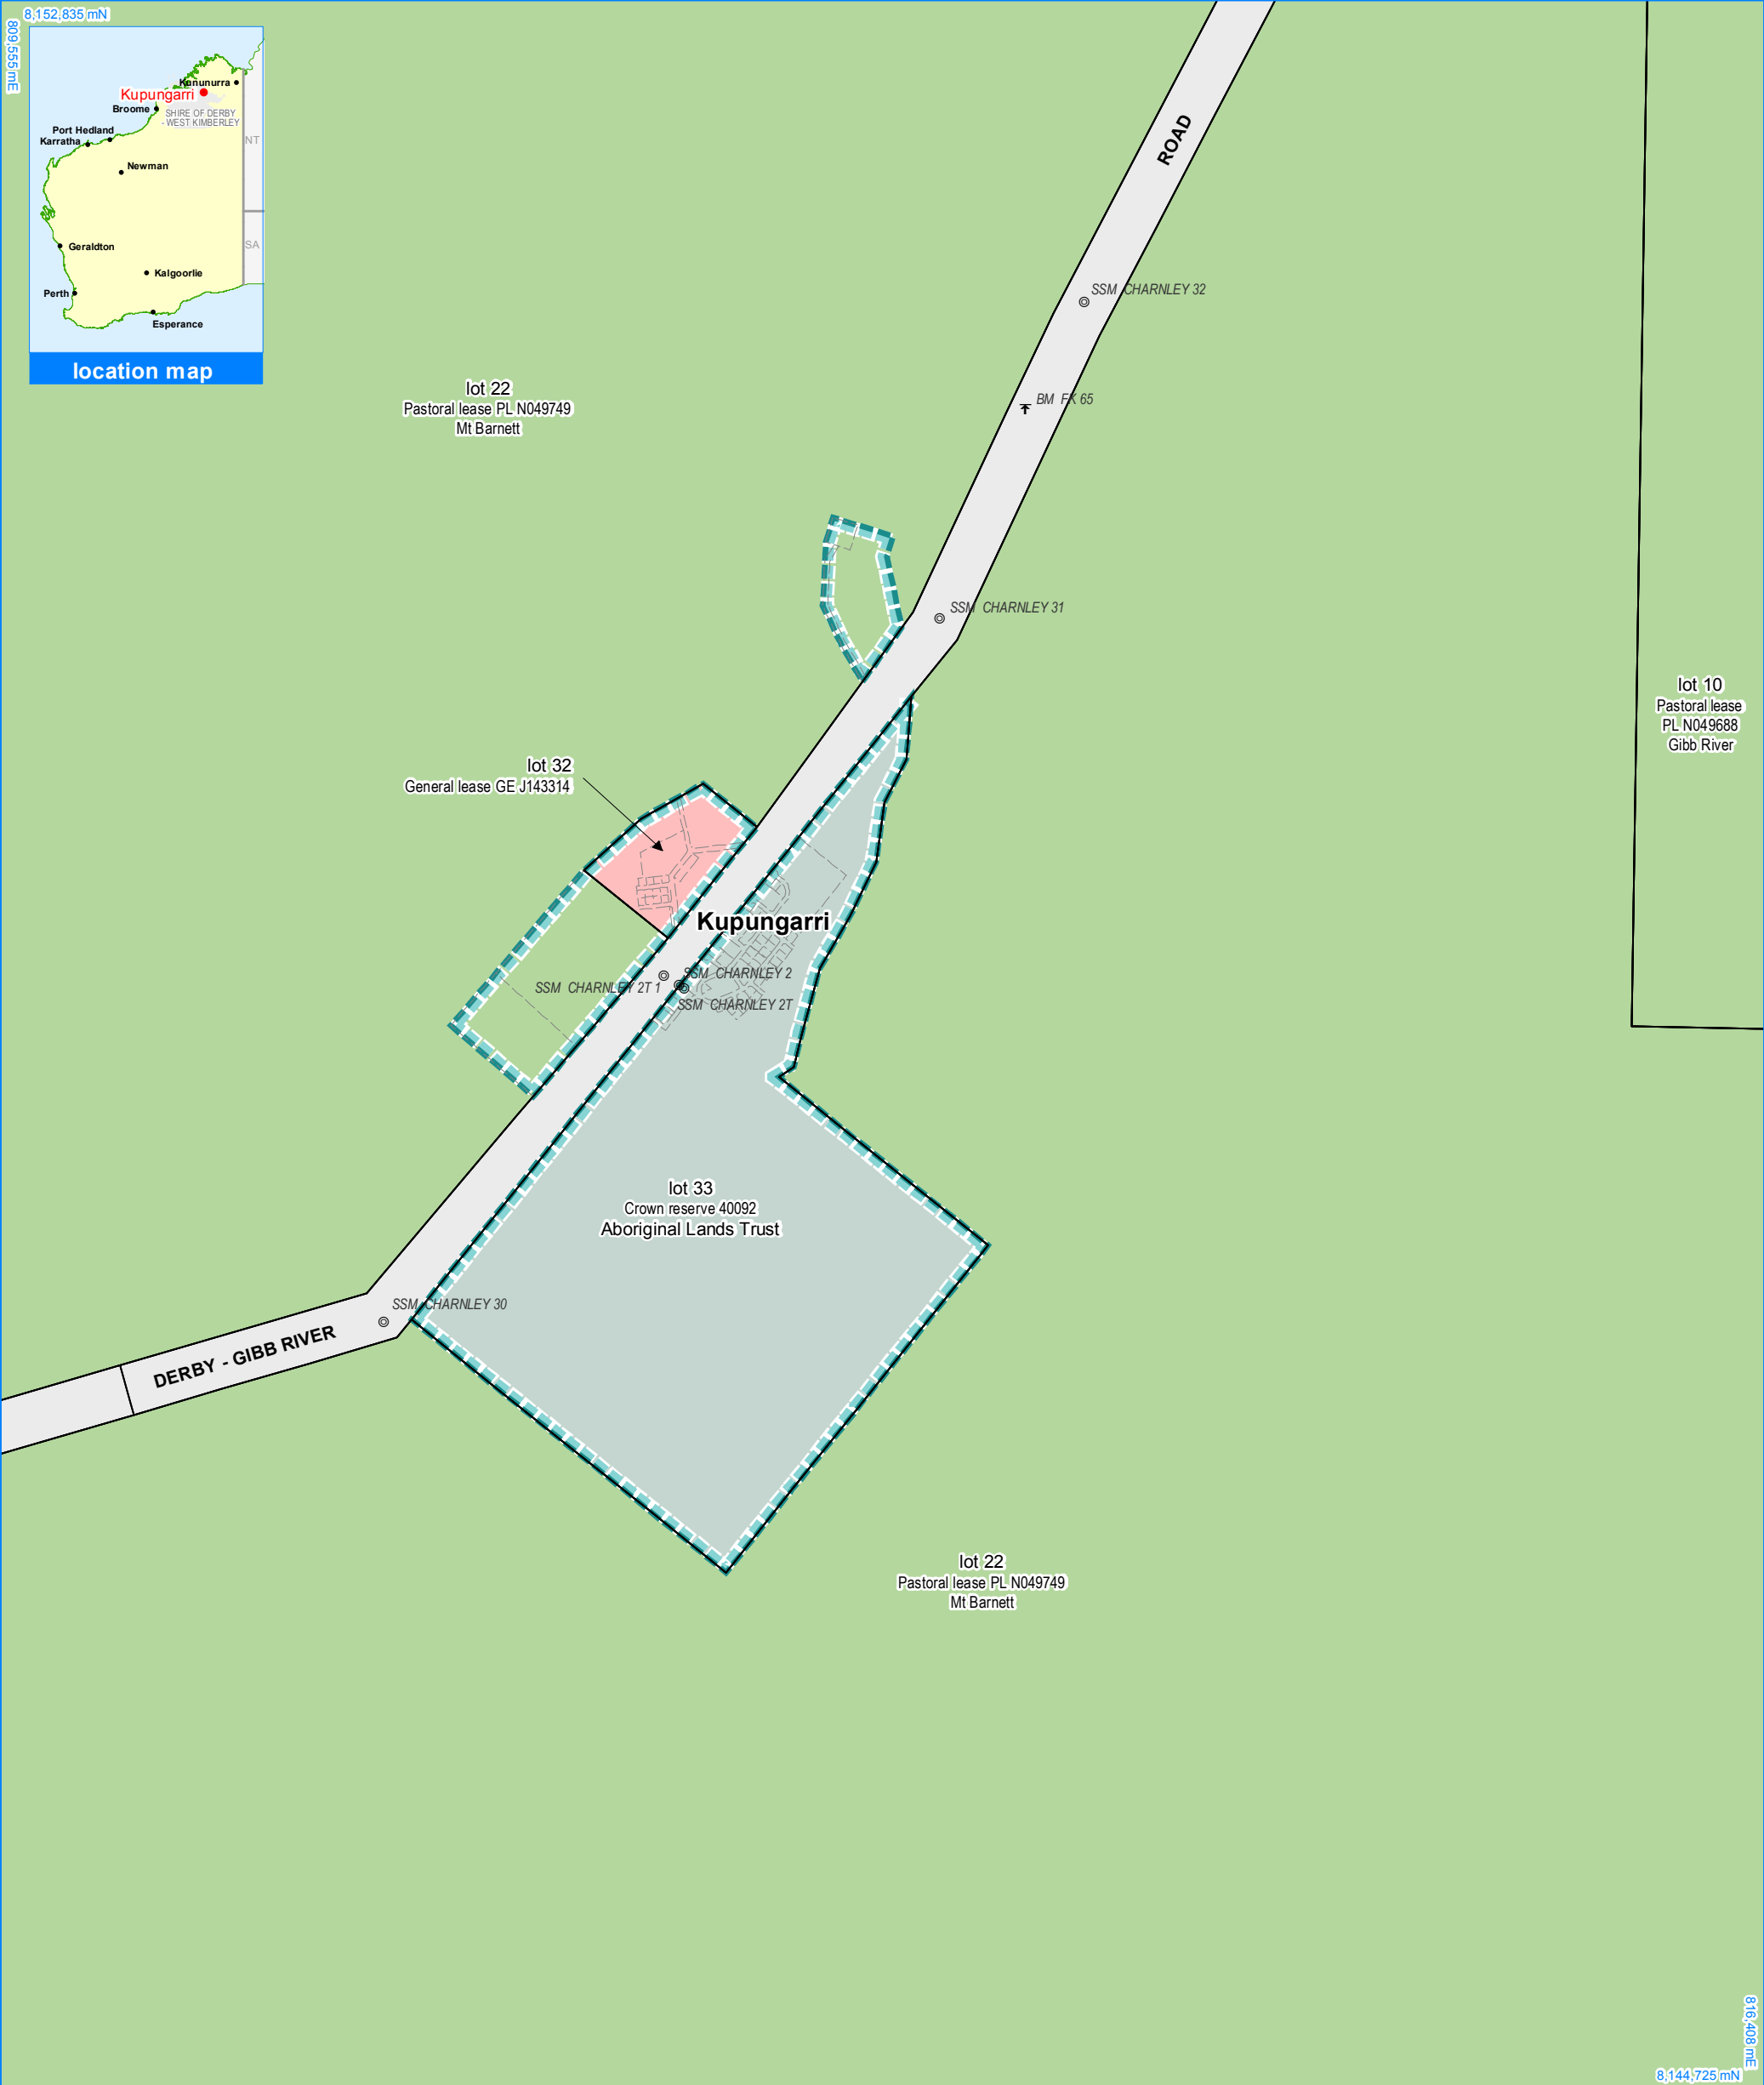 8,152,835 mN
809,555 mE
Kununurra
Kupungarri
Broome
SHIRE OF DERBY
- WEST KIMBERLEY
Port Hedland
Karratha
NT
Newman
Geraldton
SA
Kalgoorlie
Perth
Esperance
location map
ROAD
SSM CHARNLEY 32
lot 22
Pastoral lease PL N049749
Mt Barnett
BM FK 65
SSM CHARNLEY 31
lot 10
Pastoral lease
PL N049688
Gibb River
lot 32
General lease GE J143314
Kupungarri
SSM CHARNLEY 2
SSM CHARNLEY 2T 1
SSM CHARNLEY 2T
lot 33
Crown reserve 40092
Aboriginal Lands Trust
SSM CHARNLEY 30
DERBY - GIBB RIVER
lot 22
Pastoral lease PL N049749
Mt Barnett
816,408 mE
8,144,725 mN